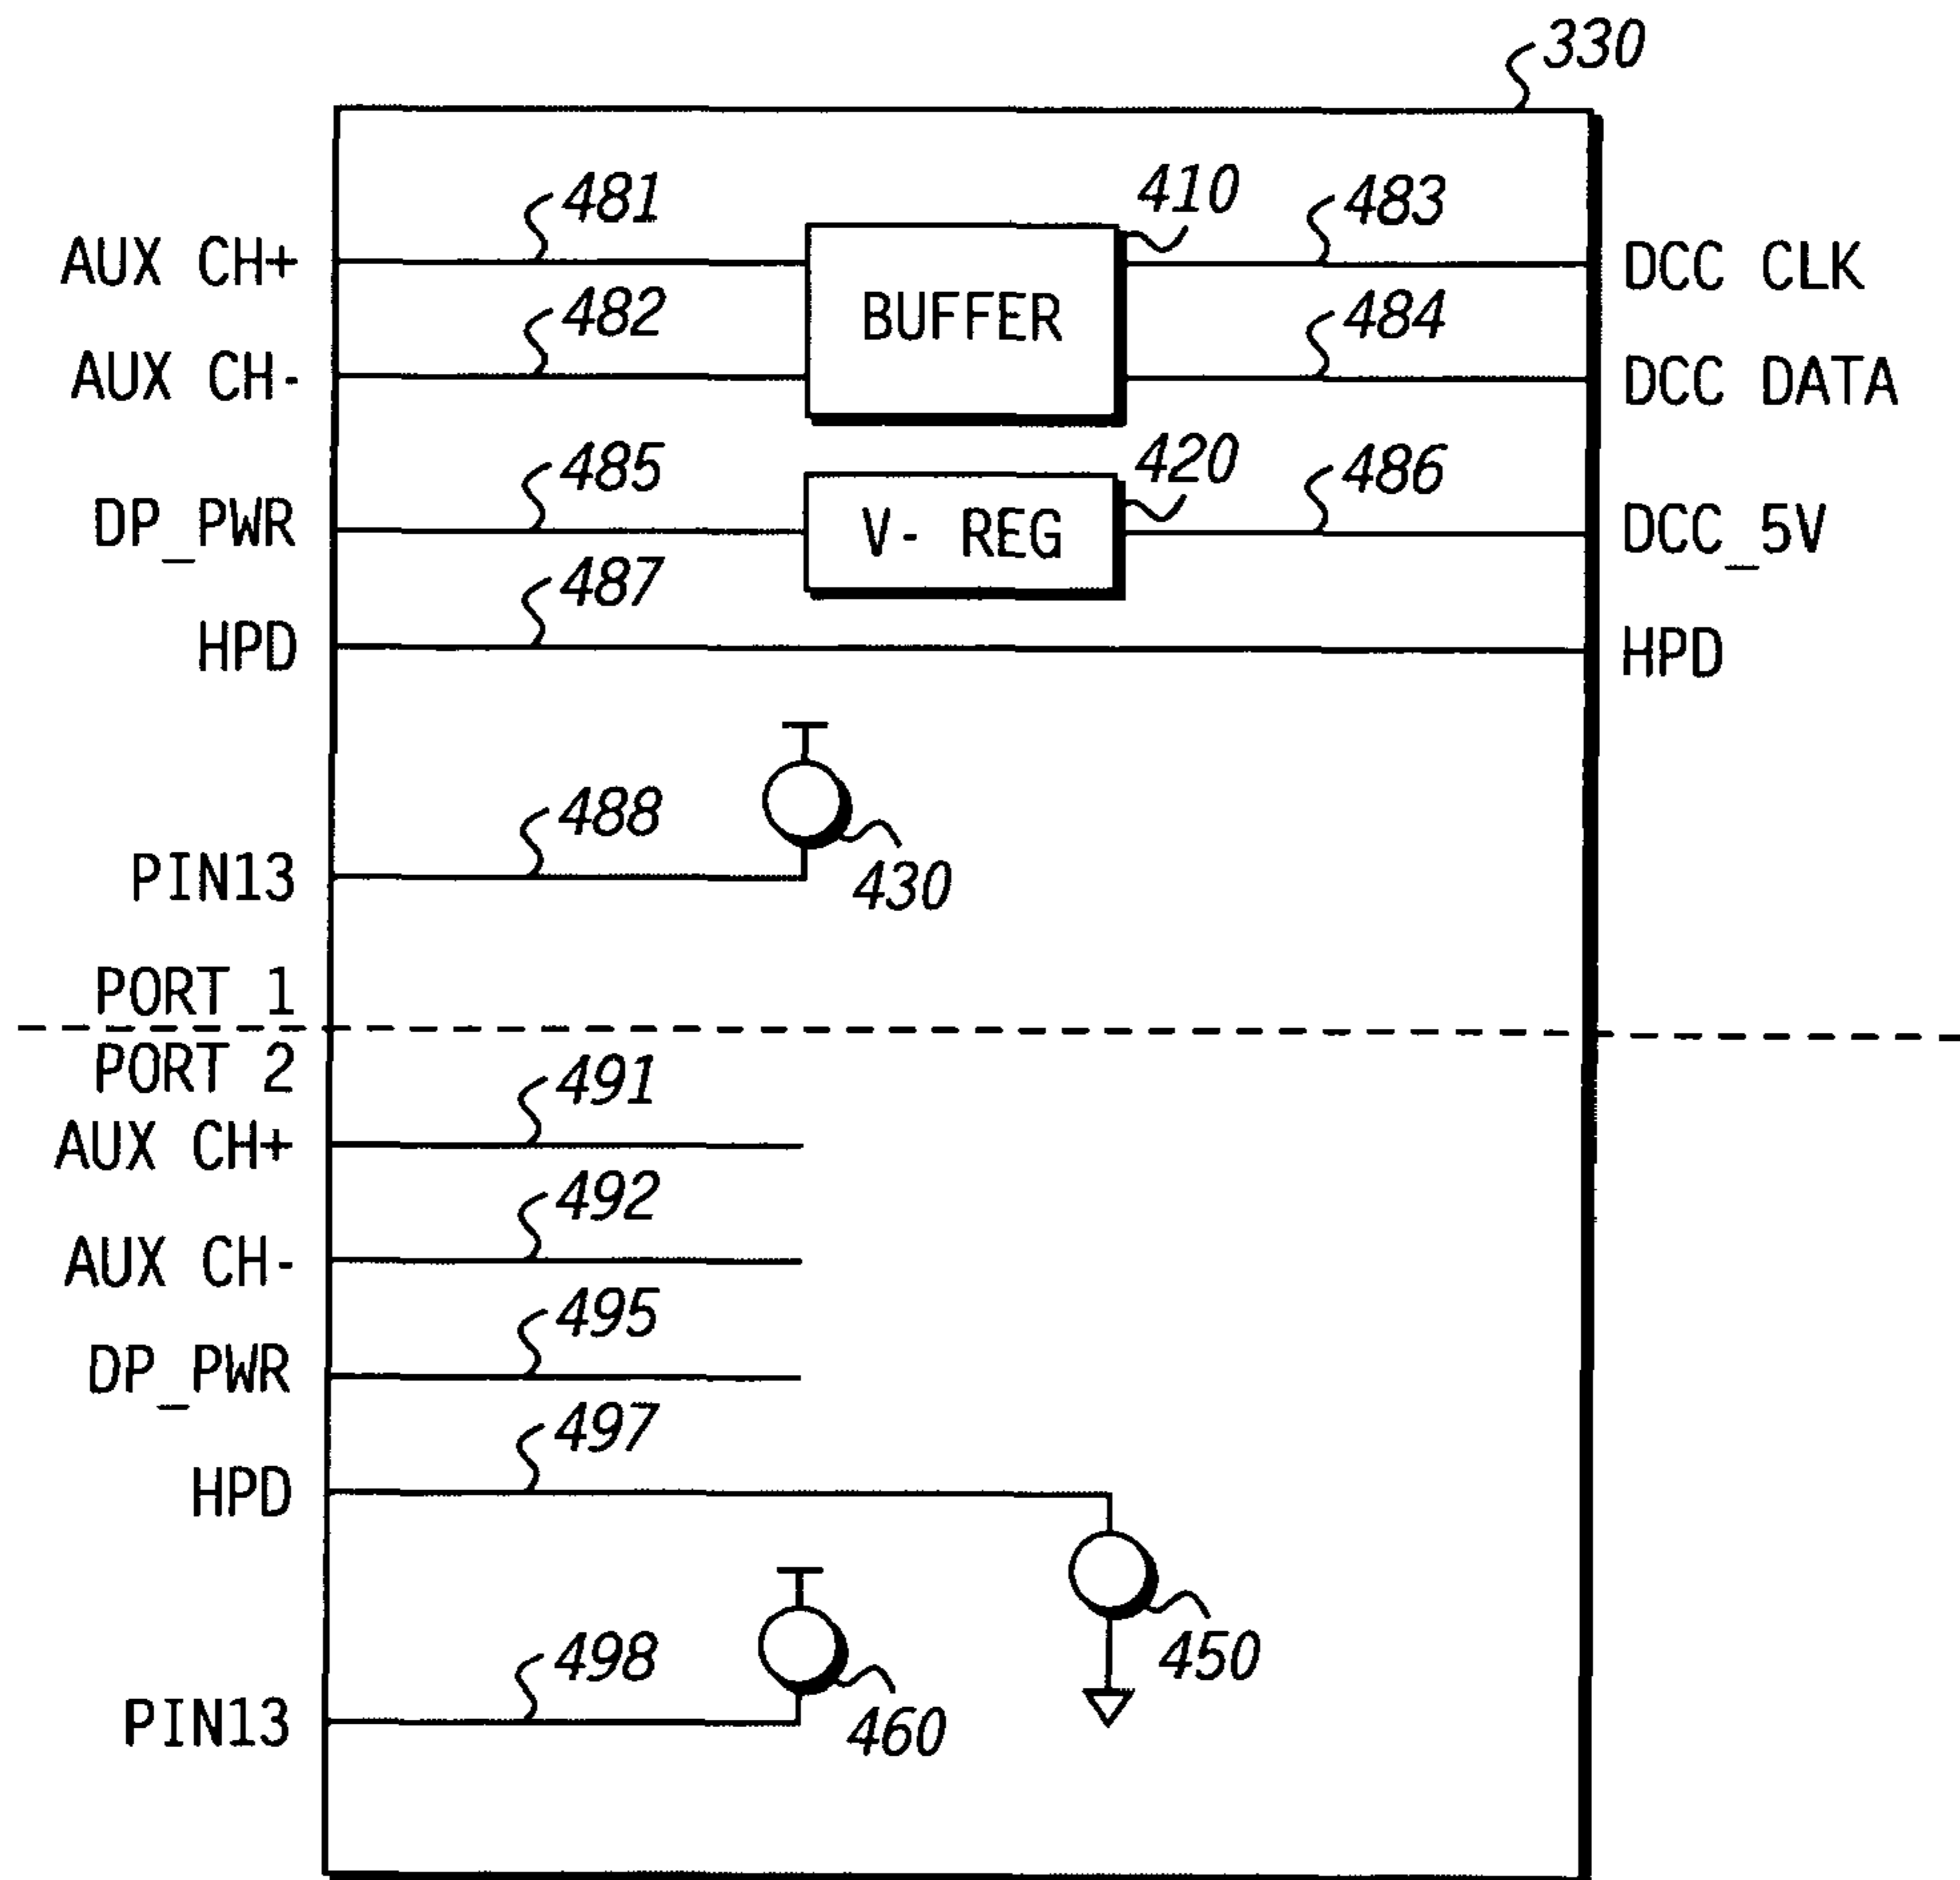 330
481 410 483
AUX CH+ DCC CLK
482 BUFFER 484
AUX CH- DCC DATA
485 420 486
DP_PWR V- REG DCC_5V
487
HPD HPD
488
PIN13 430
PORT 1
PORT 2
491
AUX CH+
492
AUX CH-
495
DP_PWR
497
HPD
498 450
PIN13 460